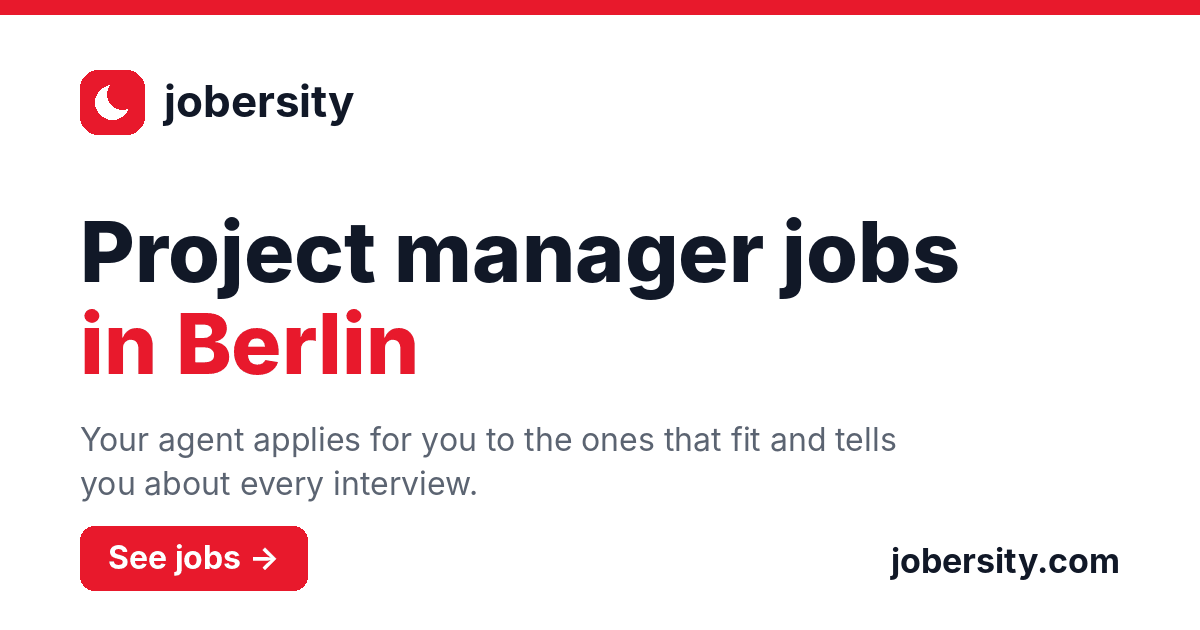 jobersity
Project manager jobs
in Berlin
Your agent applies for you to the ones that fit and tells
you about every interview.
See jobs →
jobersity.com